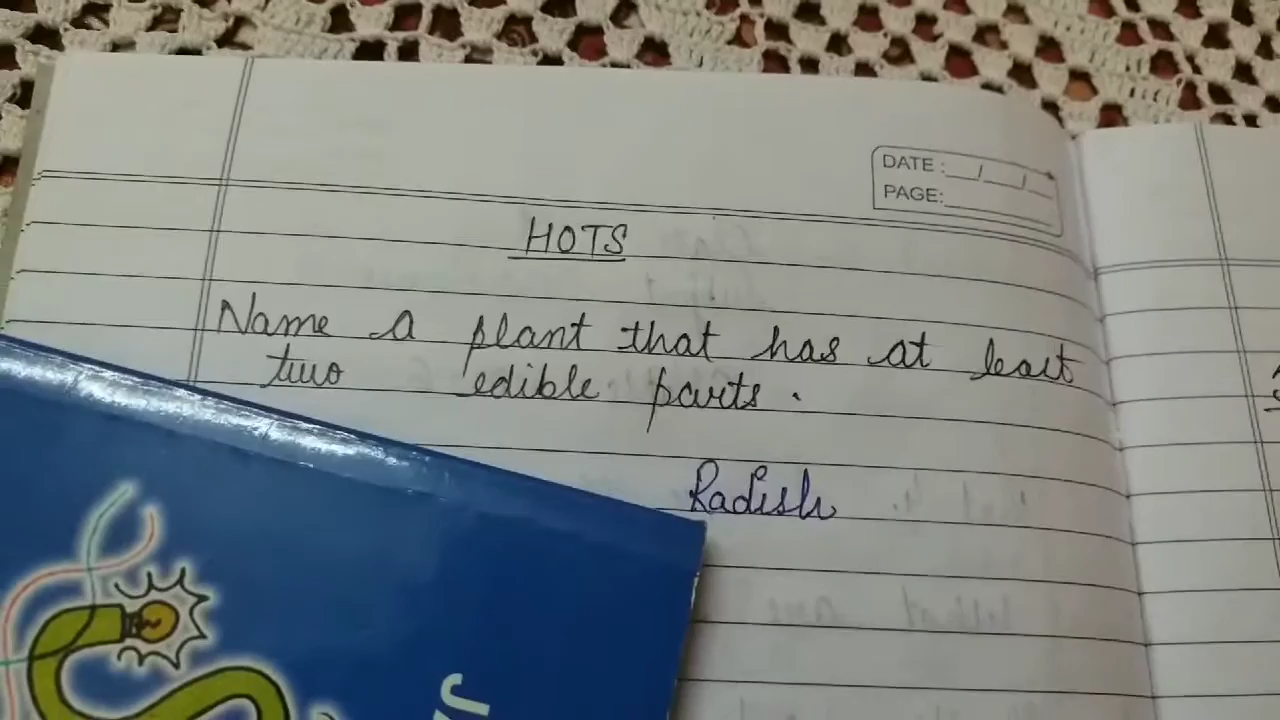 DATE: / /
PAGE:
HOTS
Name a plant that has at least
two edible parts.
Radish